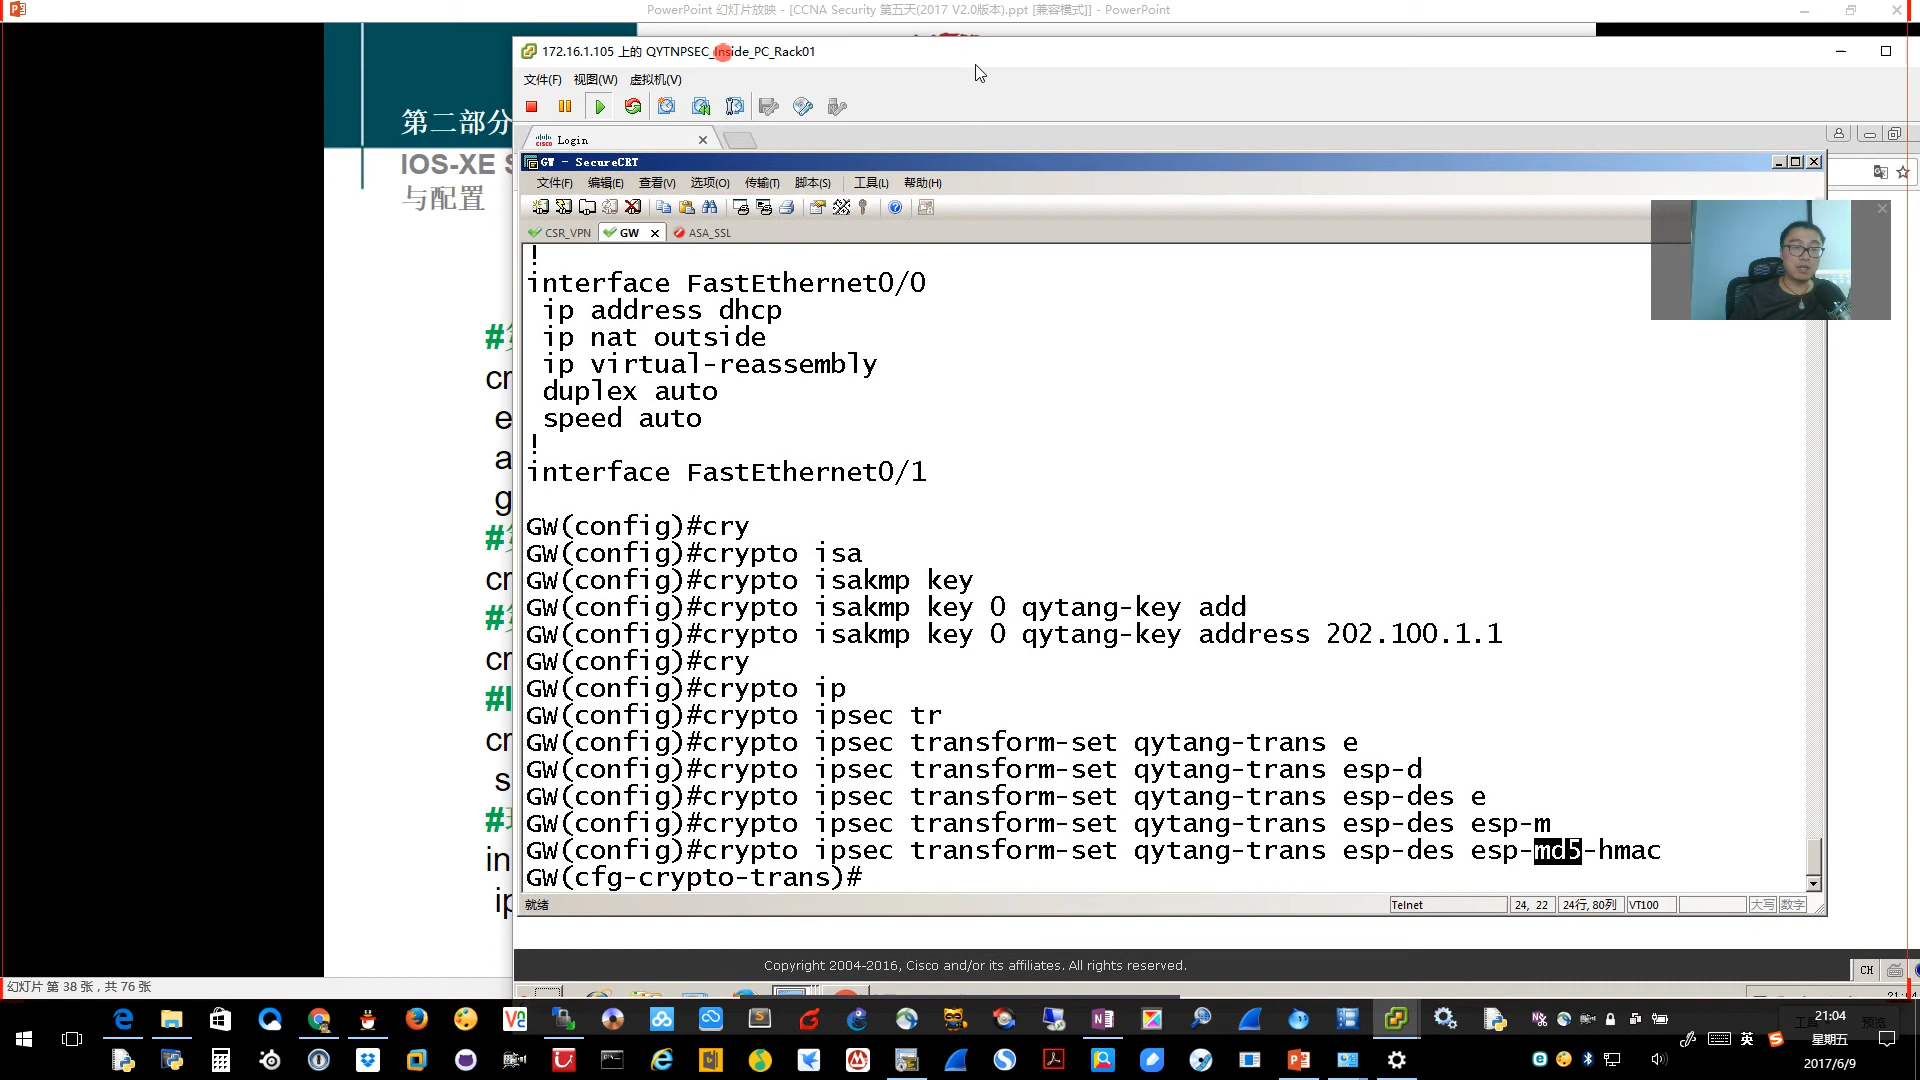 PowerPoint 幻灯片放映 - [CCNA Security 第五天(2017 V2.0版本).ppt [兼容模式]] - PowerPoint
172.16.1.105 上的 QYTNPSEC_Inside_PC_Rack01
文件(F) 视图(W) 虚拟机(V)
Login
第二部分
IOS-XE S
与配置
GW - SecureCRT
文件(F) 编辑(E) 查看(V) 选项(O) 传输(T) 脚本(S) 工具(L) 帮助(H)
CSR_VPN GW ASA_SSL
!
interface FastEthernet0/0
ip address dhcp
ip nat outside
ip virtual-reassembly
duplex auto
speed auto
!
interface FastEthernet0/1
GW(config)#cry
GW(config)#crypto isa
GW(config)#crypto isakmp key
GW(config)#crypto isakmp key 0 qytang-key add
GW(config)#crypto isakmp key 0 qytang-key address 202.100.1.1
GW(config)#cry
GW(config)#crypto ip
GW(config)#crypto ipsec tr
GW(config)#crypto ipsec transform-set qytang-trans e
GW(config)#crypto ipsec transform-set qytang-trans esp-d
GW(config)#crypto ipsec transform-set qytang-trans esp-des e
GW(config)#crypto ipsec transform-set qytang-trans esp-des esp-m
GW(config)#crypto ipsec transform-set qytang-trans esp-des esp-md5-hmac
GW(cfg-crypto-trans)#
就绪 Telnet 24, 22 24行, 80列 VT100 大写 数字
cr
e
a
g
cr
cr
cr
s
in
ip
Copyright 2004-2016, Cisco and/or its affiliates. All rights reserved.
CH
幻灯片 第 38 张，共 76 张
21:04
星期五
2017/6/9
英